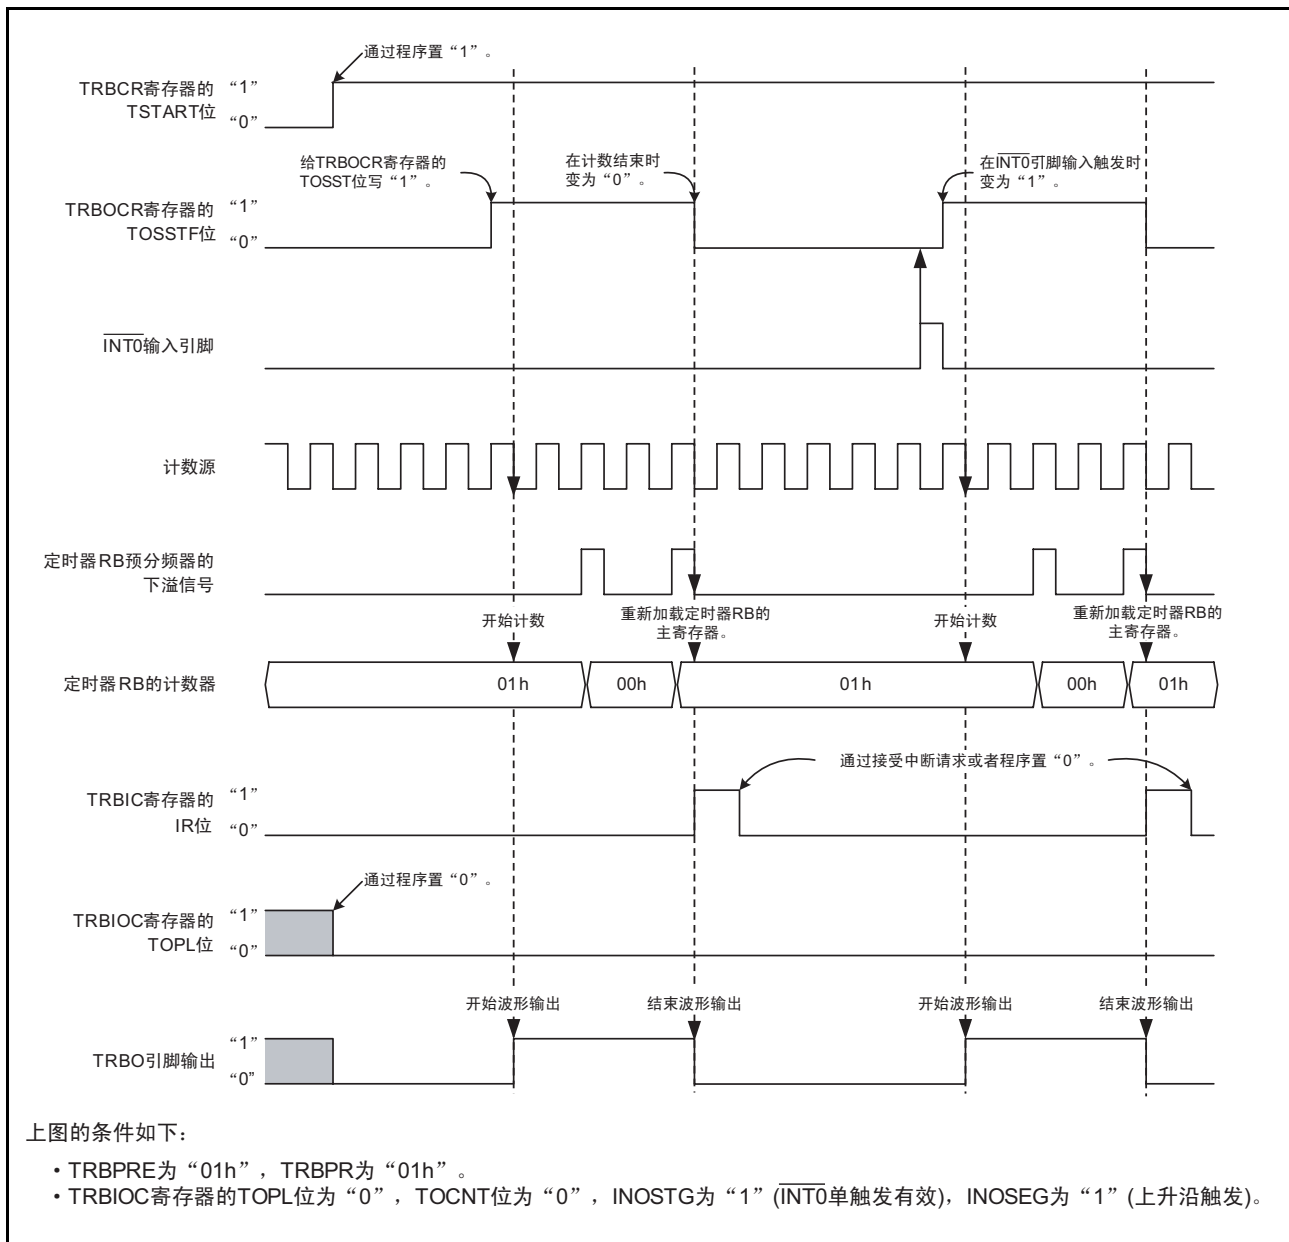 通过程序置“1”。
TRBCR寄存器的 “1”
TSTART位
“0”
给TRBOCR寄存器的
TOSST位写“1”。
在计数结束时
变为“0”。
在INT0引脚输入触发时
变为“1”。
TRBOCR寄存器的 “1”
TOSSTF位 “0”
INT0输入引脚
计数源
定时器RB预分频器的
下溢信号
开始计数
重新加载定时器RB的
主寄存器。
开始计数
重新加载定时器RB的
主寄存器。
定时器RB的计数器
01h 00h 01h 00h 01h
通过接受中断请求或者程序置“0”。
TRBIC寄存器的 “1”
IR位 “0”
通过程序置“0”。
TRBIOC寄存器的 “1”
TOPL位 “0”
开始波形输出 结束波形输出 开始波形输出 结束波形输出
TRBO引脚输出 “1”
“0”
上图的条件如下：
・TRBPRE为“01h”，TRBPR为“01h”。
・TRBIOC寄存器的TOPL位为“0”，TOCNT位为“0”，INOSTG为“1”(INT0单触发有效)，INOSEG为“1”(上升沿触发)。